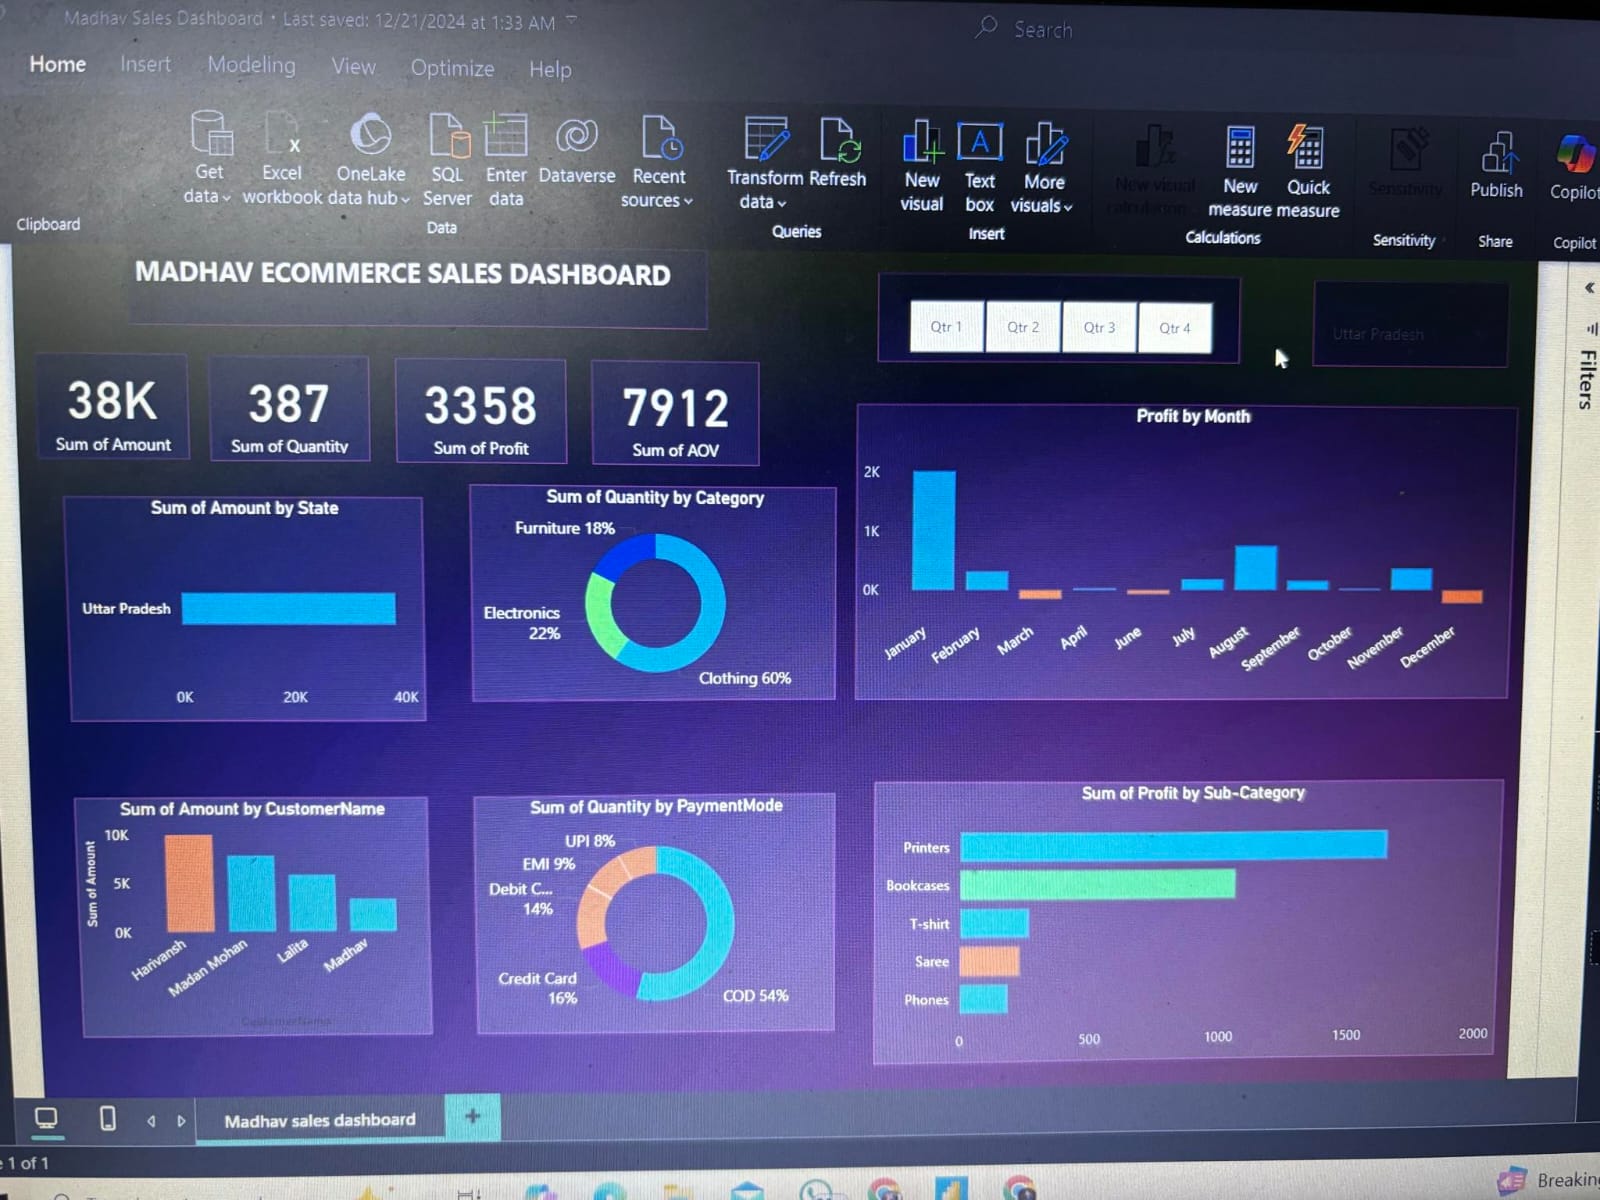 Madhav Sales Dashboard • Last saved: 12/21/2024 at 1:33 AM
Search
Home Insert Modeling View Optimize Help
Get data
Excel workbook
OneLake data hub
SQL Server
Enter data
Dataverse
Recent sources
Transform data
Refresh
New visual
Text box
More visuals
New visual calculation
New measure
Quick measure
Sensitivity
Publish
Copilot
Clipboard
Data
Queries
Insert
Calculations
Sensitivity
Share
Copilot
MADHAV ECOMMERCE SALES DASHBOARD
Qtr 1 Qtr 2 Qtr 3 Qtr 4
Uttar Pradesh
Filters
38K
Sum of Amount
387
Sum of Quantity
3358
Sum of Profit
7912
Sum of AOV
Sum of Amount by State
Uttar Pradesh
0K 20K 40K
Sum of Quantity by Category
Furniture 18%
Electronics
22%
Clothing 60%
Profit by Month
2K
1K
0K
January February March April June July August September October November December
Sum of Amount by CustomerName
Sum of Amount
10K
5K
0K
Harivansh Madan Mohan Lalita Madhav
CustomerName
Sum of Quantity by PaymentMode
UPI 8%
EMI 9%
Debit C...
14%
Credit Card
16%
COD 54%
Sum of Profit by Sub-Category
Printers
Bookcases
T-shirt
Saree
Phones
0 500 1000 1500 2000
Madhav sales dashboard
+
1 of 1
Breaking